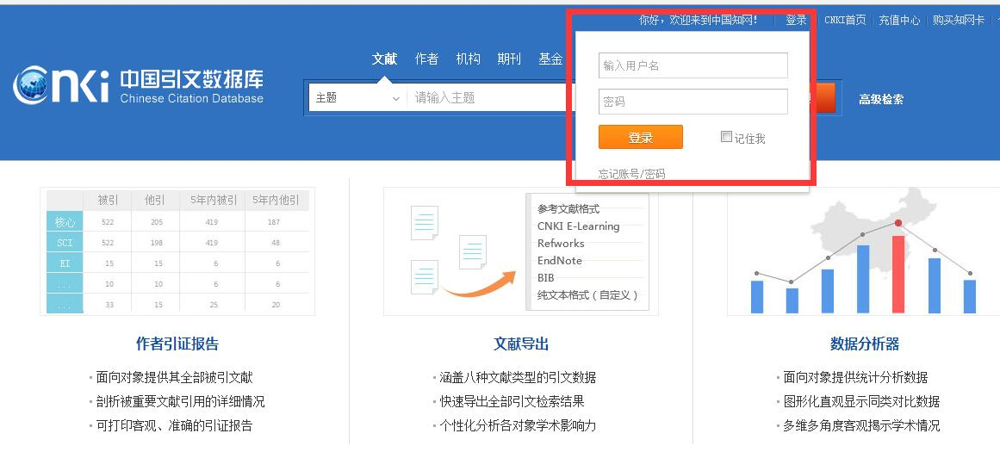 你好，欢迎来到中国知网！ 登录 CNKI首页 充值中心 购买知网卡
文献 作者 机构 期刊 基金
cnki 中国引文数据库
Chinese Citation Database
主题 请输入主题
高级检索
输入用户名
密码
登录 记住我
忘记账号/密码
被引 他引 5年内被引 5年内他引
核心 522 205 419 187
SCI 522 198 419 48
EI 15 15 6 6
... 10 10 6 6
... 33 15 25 20
参考文献格式
CNKI E-Learning
Refworks
EndNote
BIB
纯文本格式（自定义）
作者引证报告
面向对象提供其全部被引文献
剖析被重要文献引用的详细情况
可打印客观、准确的引证报告
文献导出
涵盖八种文献类型的引文数据
快速导出全部引文检索结果
个性化分析各对象学术影响力
数据分析器
面向对象提供统计分析数据
图形化直观显示同类对比数据
多维多角度客观揭示学术情况